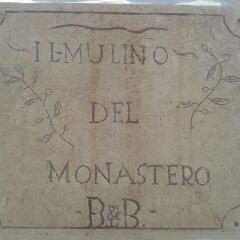 IL·MULINO
DEL
MONASTERO
-B&B.-